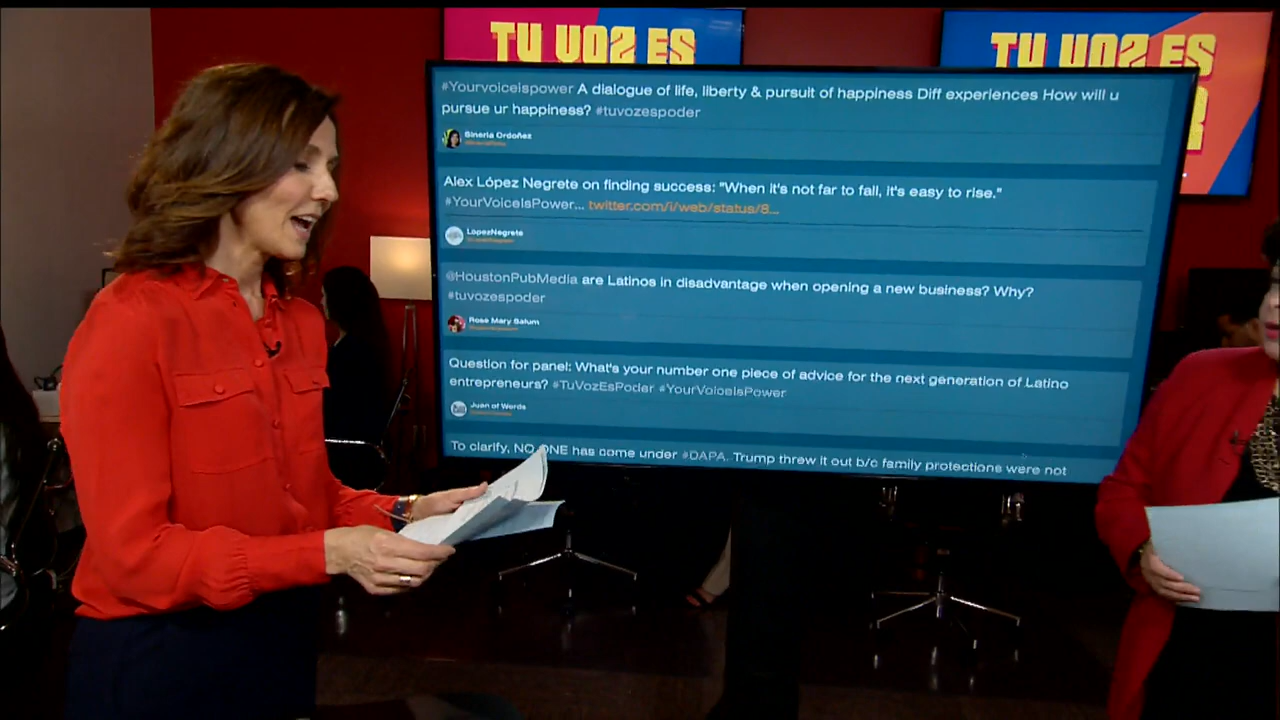 TU VOZ ES
TU VOZ ES
#YourvoiceIspower A dialogue of life, liberty & pursuit of happiness Diff experiences How will u
pursue ur happiness? #tuvozespoder
Sineria Ordoñez
Alex López Negrete on finding success: "When it's not far to fall, it's easy to rise."
#YourVoiceIsPower... twitter.com/i/web/status/8...
LopezNegrete
@HoustonPubMedia are Latinos in disadvantage when opening a new business? Why?
#tuvozespoder
Rose Mary Salum
Question for panel: What's your number one piece of advice for the next generation of Latino
entrepreneurs? #TuVozEsPoder #YourVoiceIsPower
Juan of Words
To clarify, NO ONE has come under #DAPA. Trump threw it out b/c family protections were not